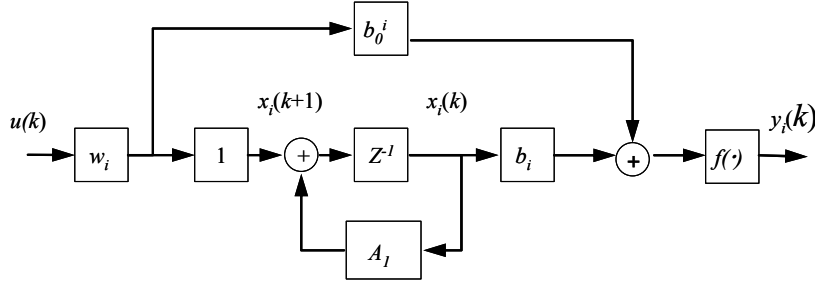 b₀ⁱ
xᵢ(k+1)
xᵢ(k)
u(k)
yᵢ(k)
wᵢ
1
+
Z⁻¹
bᵢ
+
f(·)
A₁